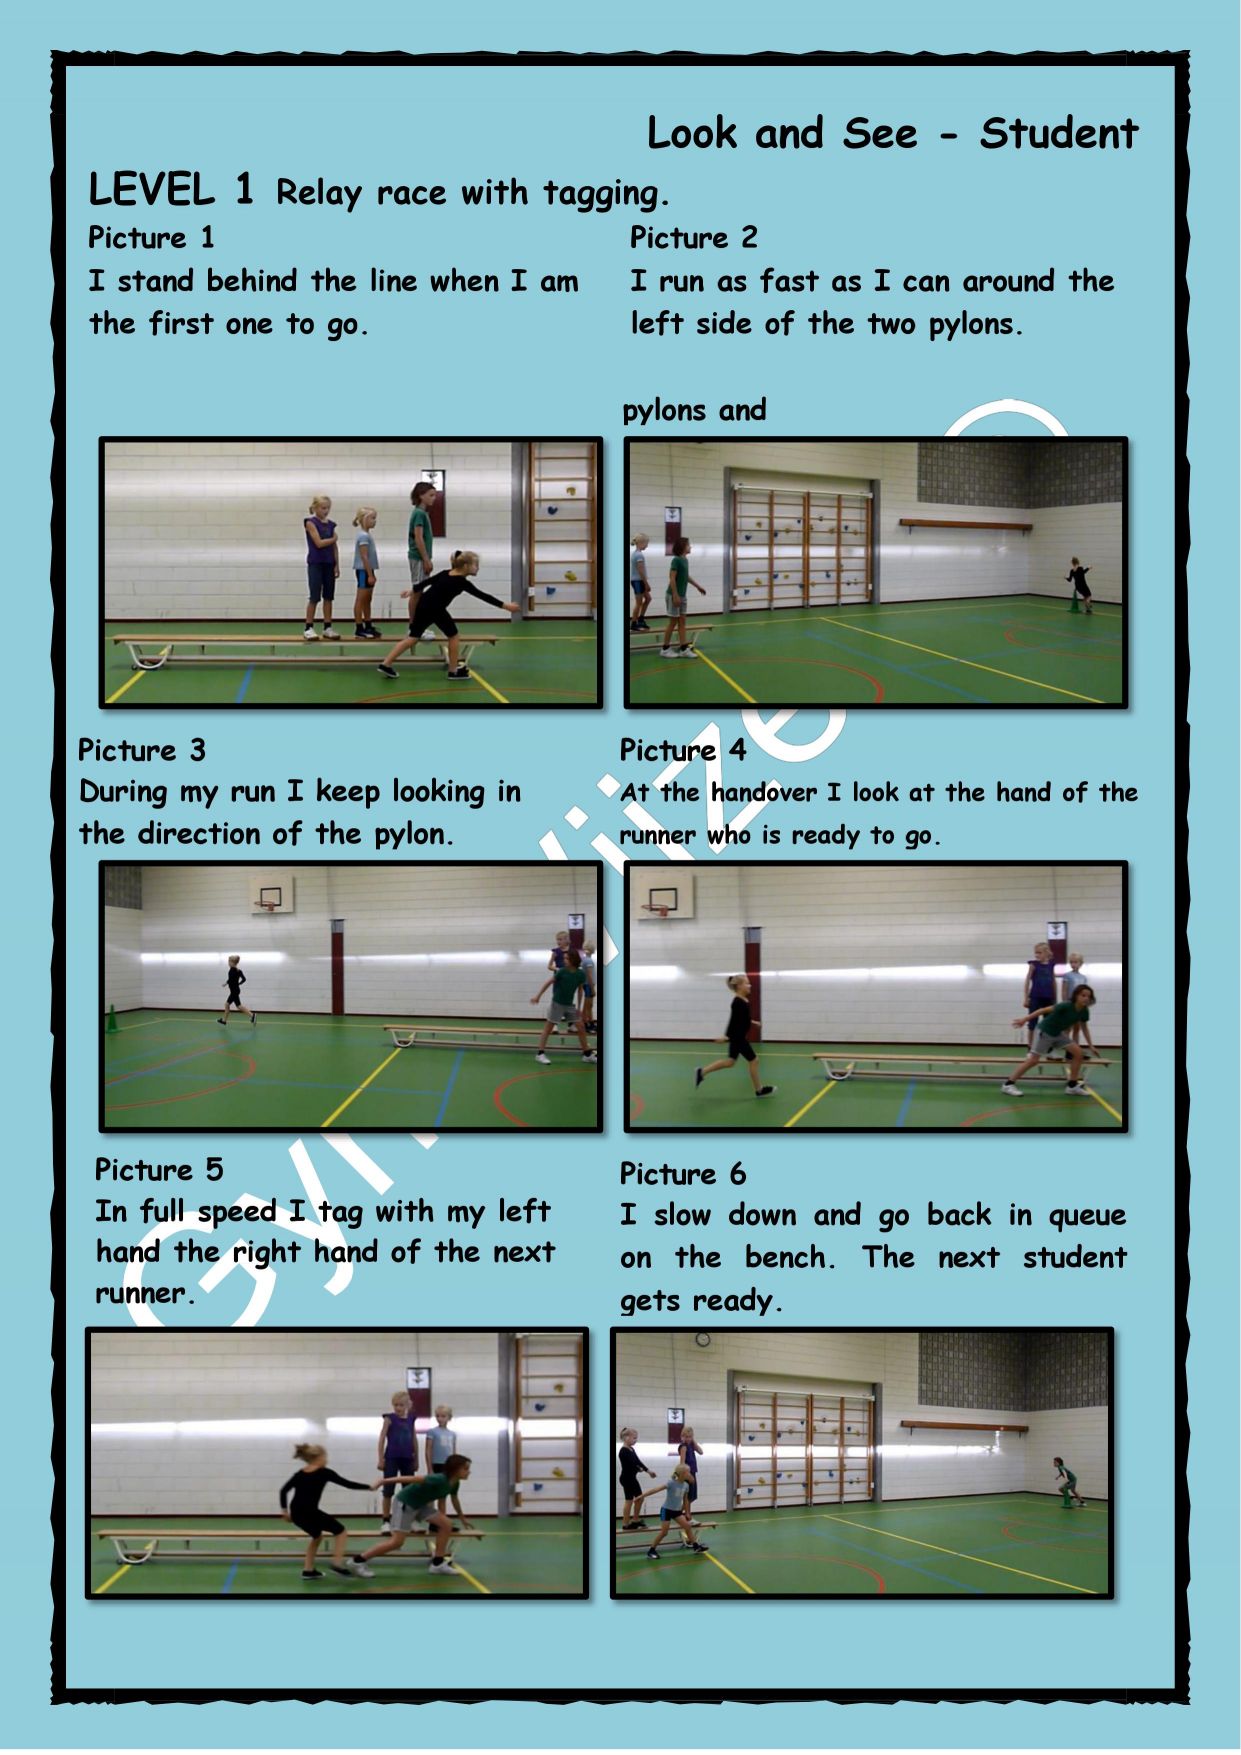 Look and See - Student
LEVEL 1 Relay race with tagging.
Picture 1
I stand behind the line when I am
the first one to go.
Picture 2
I run as fast as I can around the
left side of the two pylons.
pylons and
Picture 3
During my run I keep looking in
the direction of the pylon.
Picture 4
At the handover I look at the hand of the
runner who is ready to go.
Picture 5
In full speed I tag with my left
hand the right hand of the next
runner.
Picture 6
I slow down and go back in queue
on the bench. The next student
gets ready.